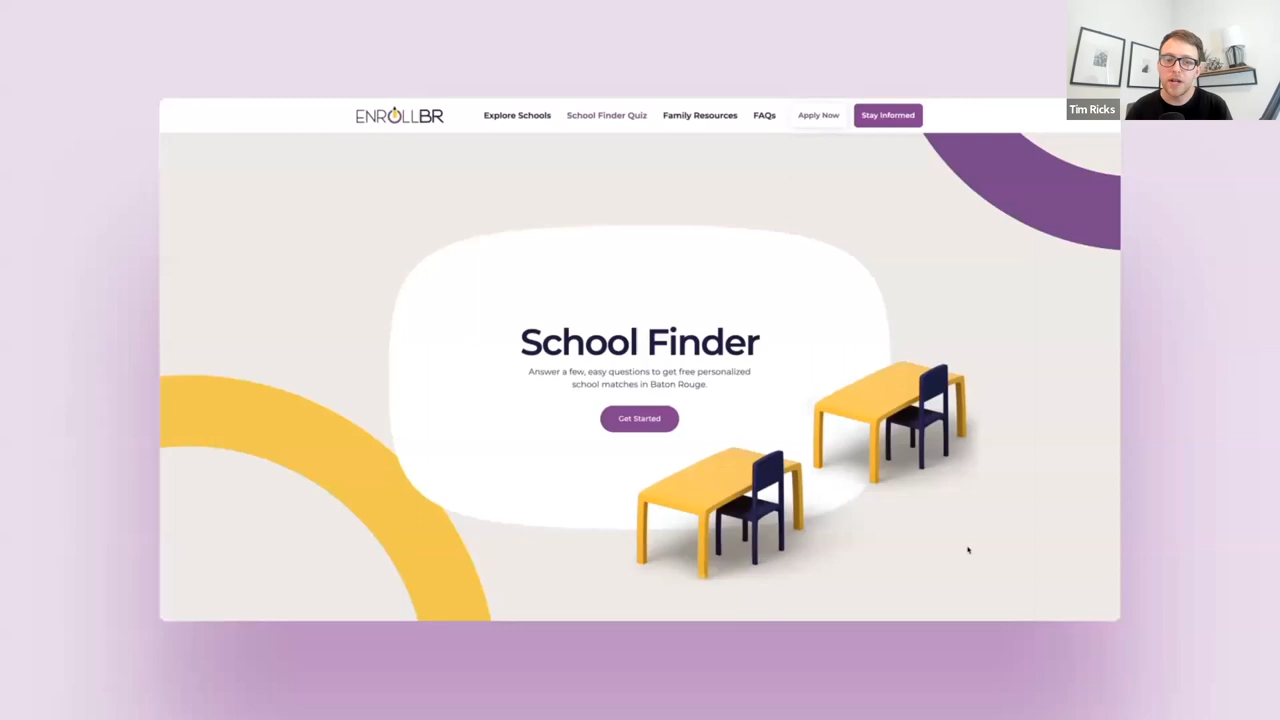 ENROLLBR
Explore Schools
School Finder Quiz
Family Resources
FAQs
Apply Now
Stay Informed
Tim Ricks
School Finder
Answer a few, easy questions to get free personalized
school matches in Baton Rouge.
Get Started